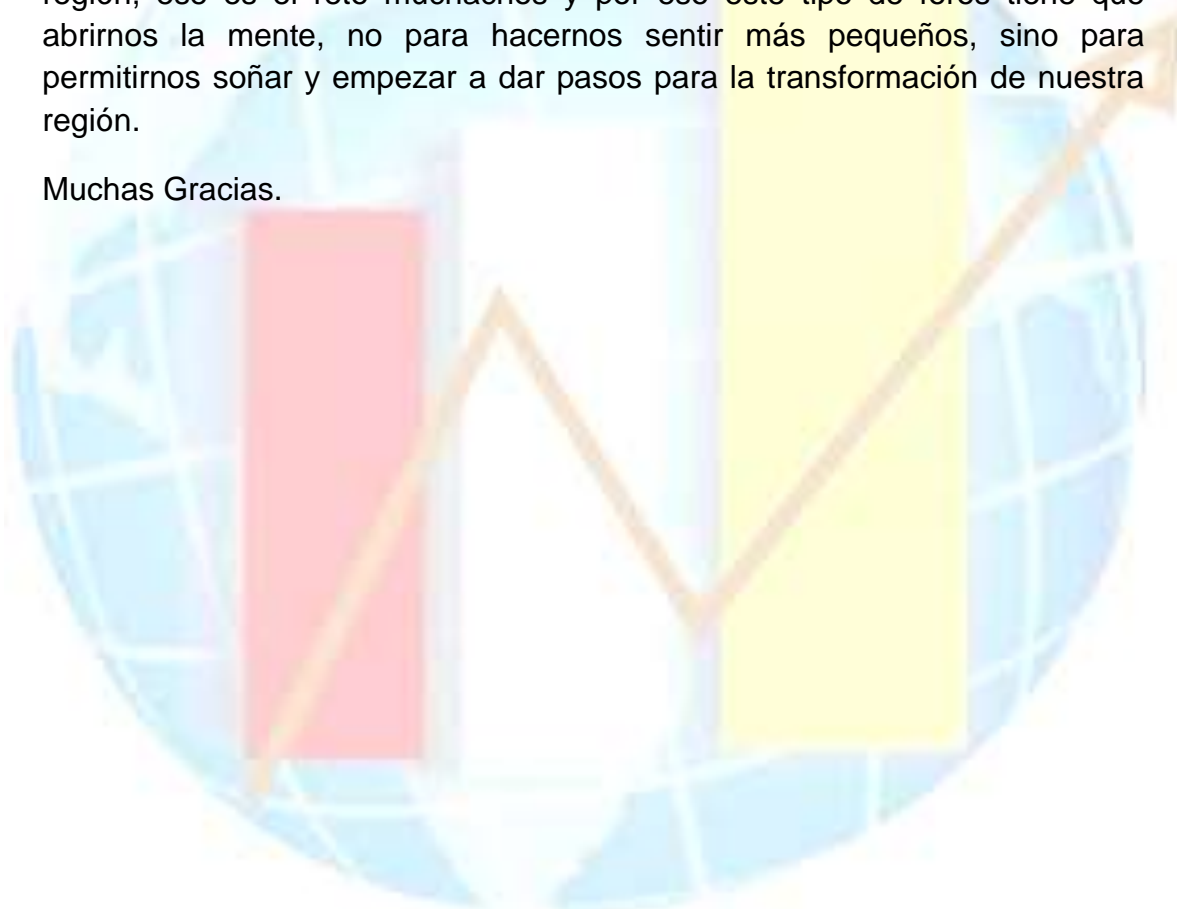 región, ese es el reto muchachos y por eso este tipo de foros tiene que
abrirnos la mente, no para hacernos sentir más pequeños, sino para
permitirnos soñar y empezar a dar pasos para la transformación de nuestra
región.
Muchas Gracias.